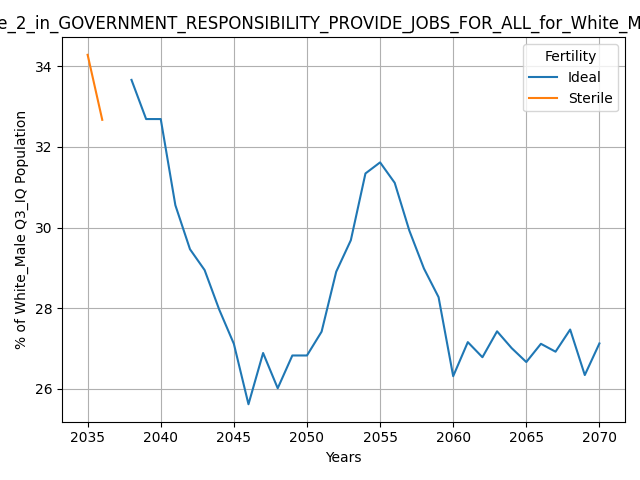 e_2_in_GOVERNMENT_RESPONSIBILITY_PROVIDE_JOBS_FOR_ALL_for_White_M
Fertility
Ideal
Sterile
% of White_Male Q3_IQ Population
34
32
30
28
26
2035 2040 2045 2050 2055 2060 2065 2070
Years